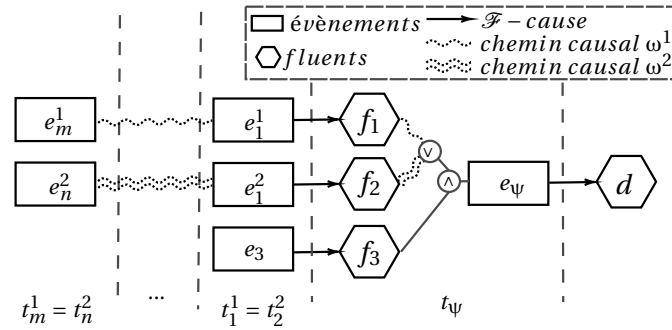 évènements ℱ – cause
fluents chemin causal ω¹
chemin causal ω²
e¹ₘ e¹₁ f₁
∨
e²ₙ e²₁ f₂ ∧ e_ψ d
e₃ f₃
t¹ₘ = t²ₙ ... t¹₁ = t²₂ t_ψ